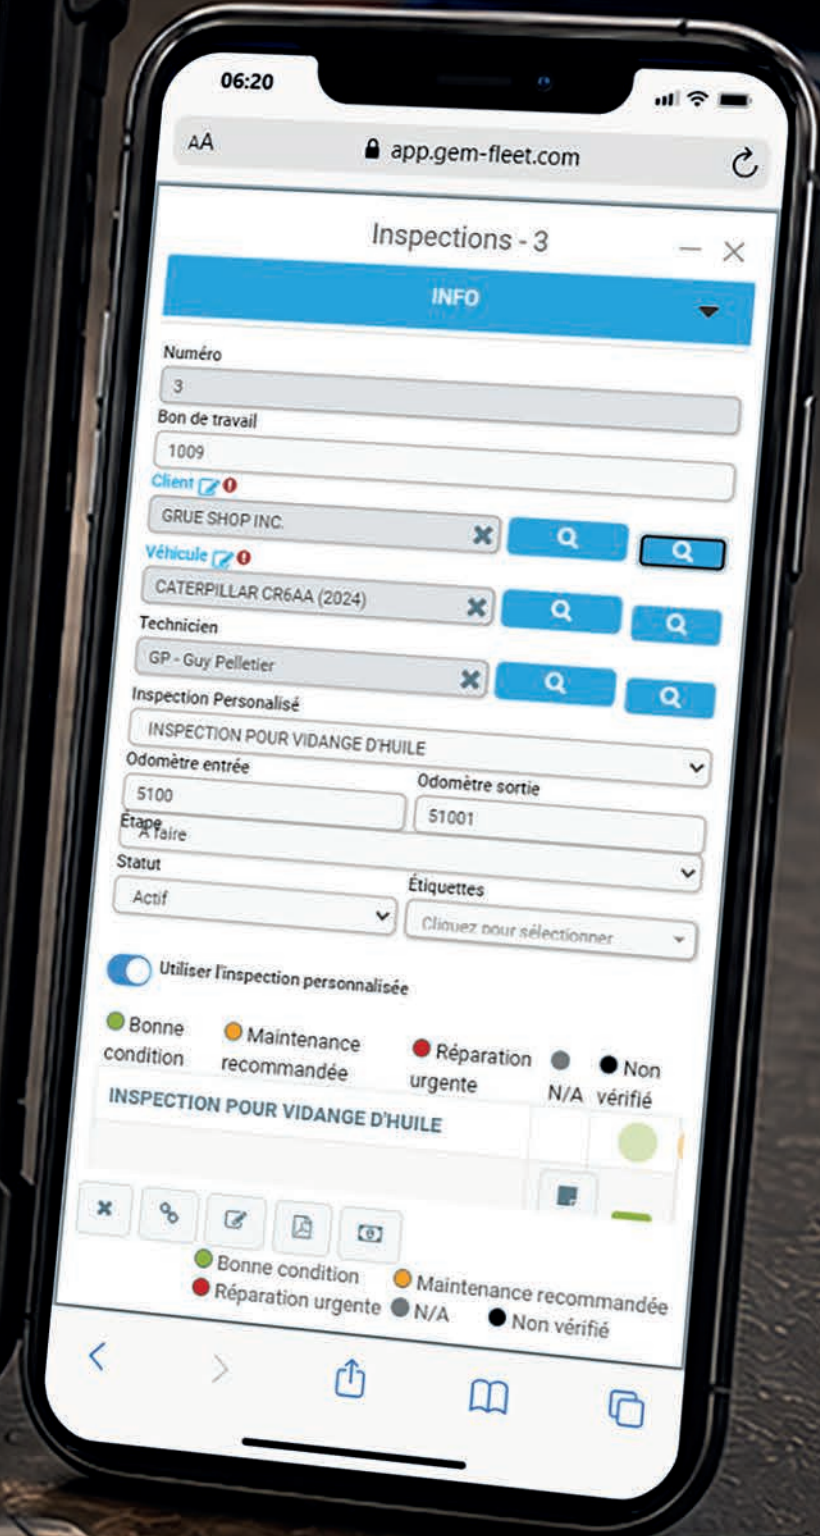 06:20
AA app.gem-fleet.com
Inspections - 3
INFO
Numéro
3
Bon de travail
1009
Client
GRUE SHOP INC.
Véhicule
CATERPILLAR CR6AA (2024)
Technicien
GP - Guy Pelletier
Inspection Personalisé
INSPECTION POUR VIDANGE D'HUILE
Odomètre entrée Odomètre sortie
5100 51001
Étape
A faire
Statut Étiquettes
Actif Cliquez pour sélectionner
Utiliser l'inspection personnalisée
Bonne condition
Maintenance recommandée
Réparation urgente
N/A
Non vérifié
INSPECTION POUR VIDANGE D'HUILE
Bonne condition Maintenance recommandée
Réparation urgente N/A Non vérifié